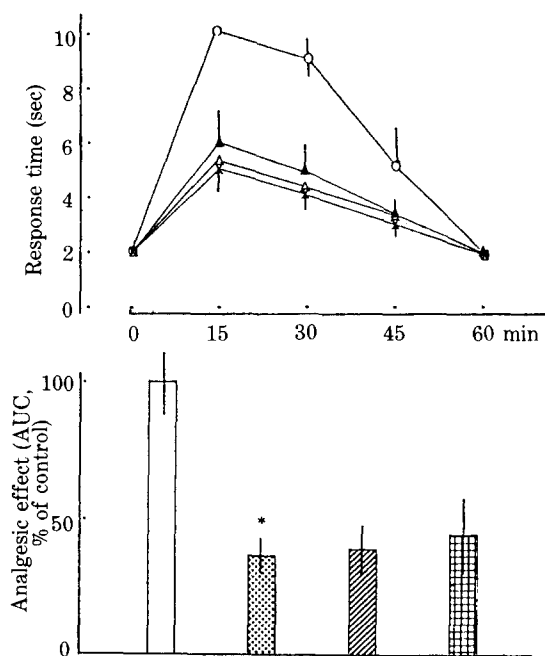 Response time (sec)
10
8
6
4
2
0
0 15 30 45 60 min
Analgesic effect (AUC,
% of control)
100
50
0
*